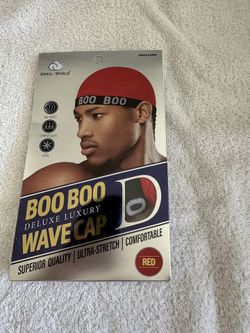 DREAM WORLD
BOO BOO
BOO BOO
DELUXE LUXURY
WAVE CAP
SUPERIOR QUALITY | ULTRA-STRETCH | COMFORTABLE
RED